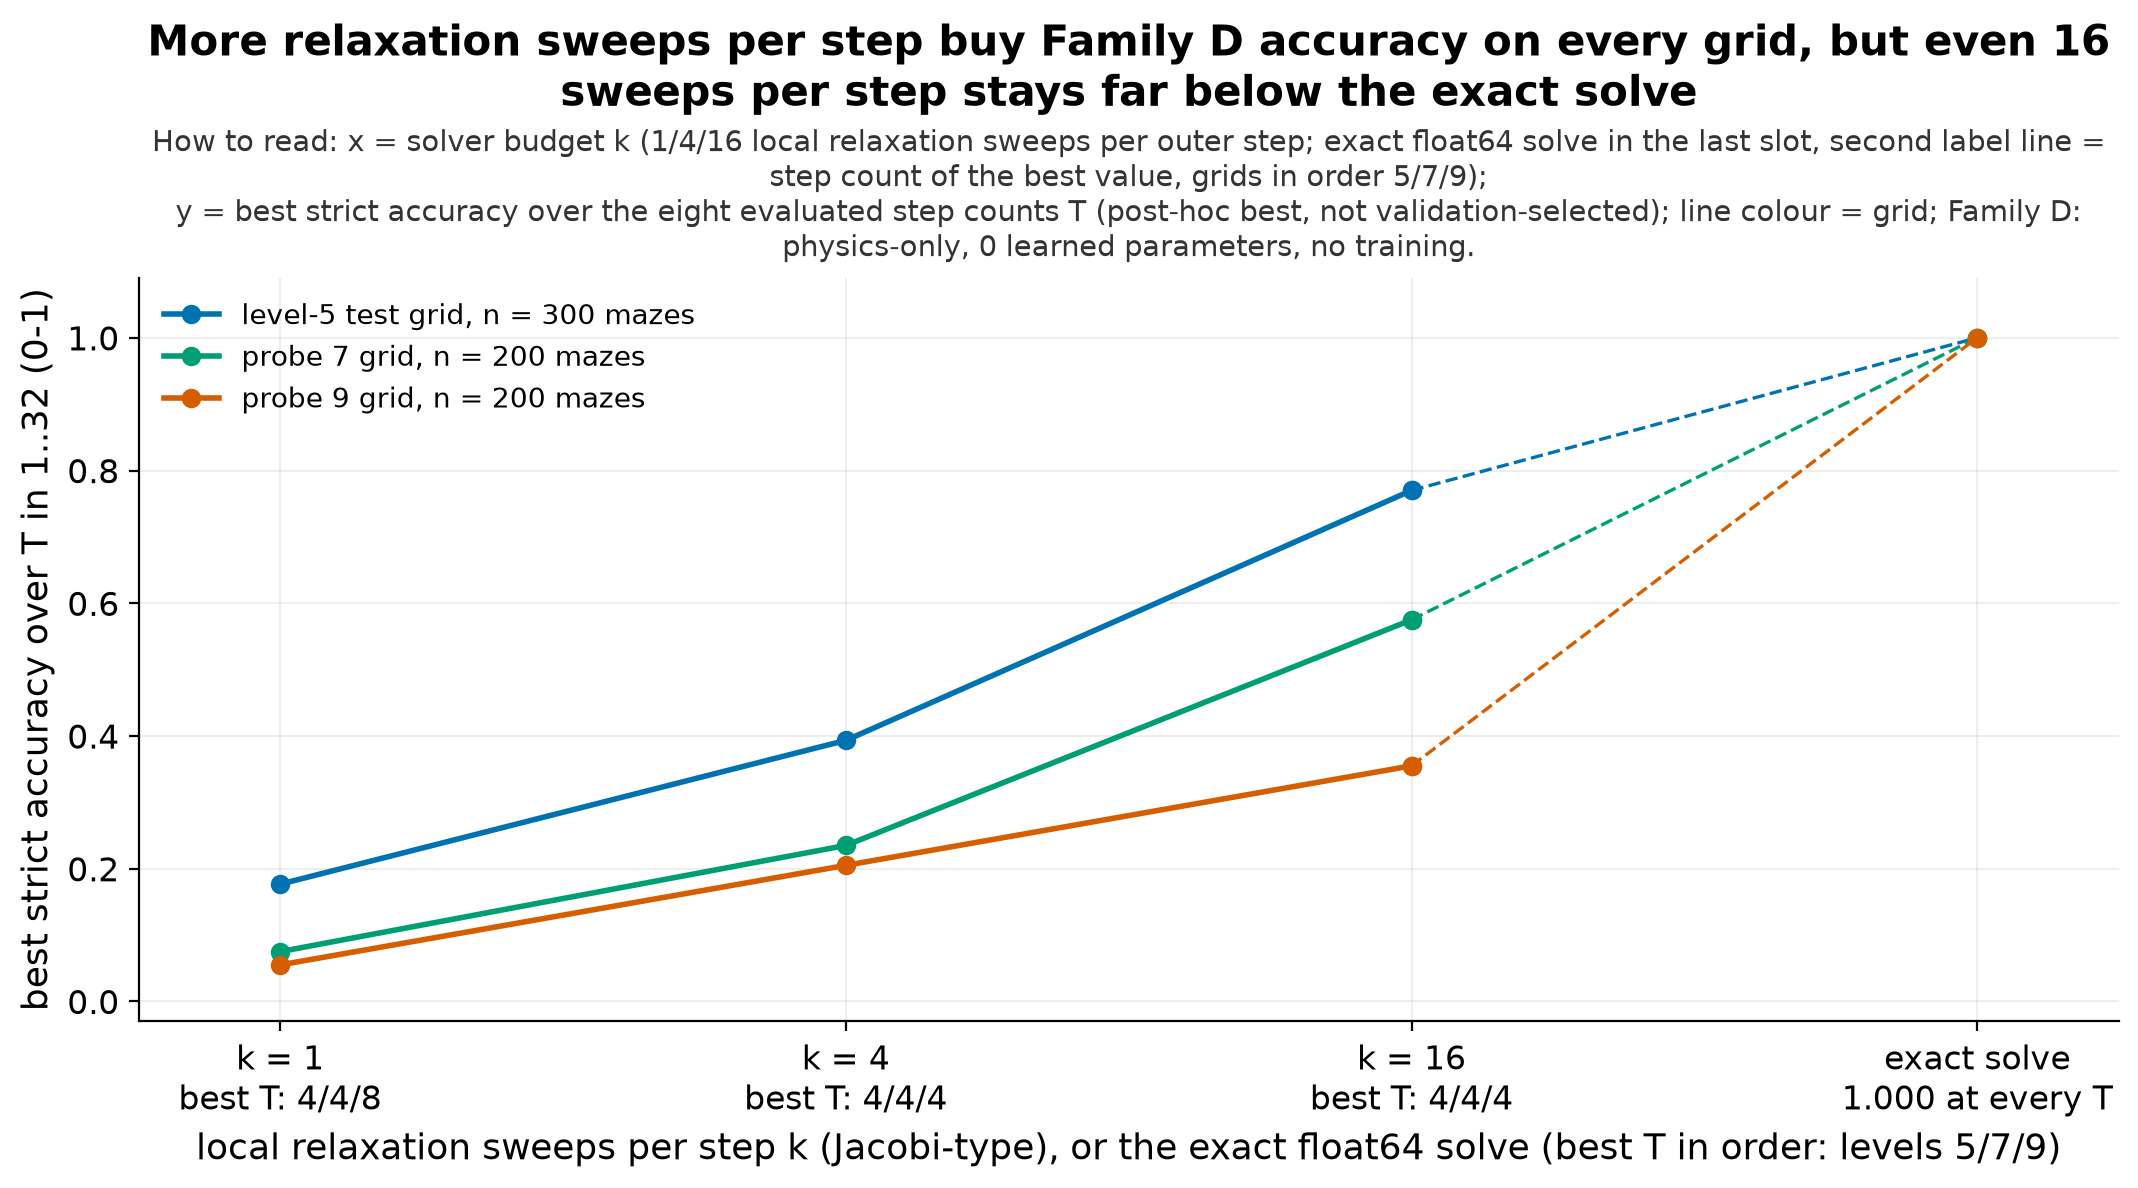 More relaxation sweeps per step buy Family D accuracy on every grid, but even 16
sweeps per step stays far below the exact solve
How to read: x = solver budget k (1/4/16 local relaxation sweeps per outer step; exact float64 solve in the last slot, second label line =
step count of the best value, grids in order 5/7/9);
y = best strict accuracy over the eight evaluated step counts T (post-hoc best, not validation-selected); line colour = grid; Family D:
physics-only, 0 learned parameters, no training.
level-5 test grid, n = 300 mazes
probe 7 grid, n = 200 mazes
probe 9 grid, n = 200 mazes
best strict accuracy over T in 1..32 (0-1)
1.0
0.8
0.6
0.4
0.2
0.0
k = 1
best T: 4/4/8
k = 4
best T: 4/4/4
k = 16
best T: 4/4/4
exact solve
1.000 at every T
local relaxation sweeps per step k (Jacobi-type), or the exact float64 solve (best T in order: levels 5/7/9)